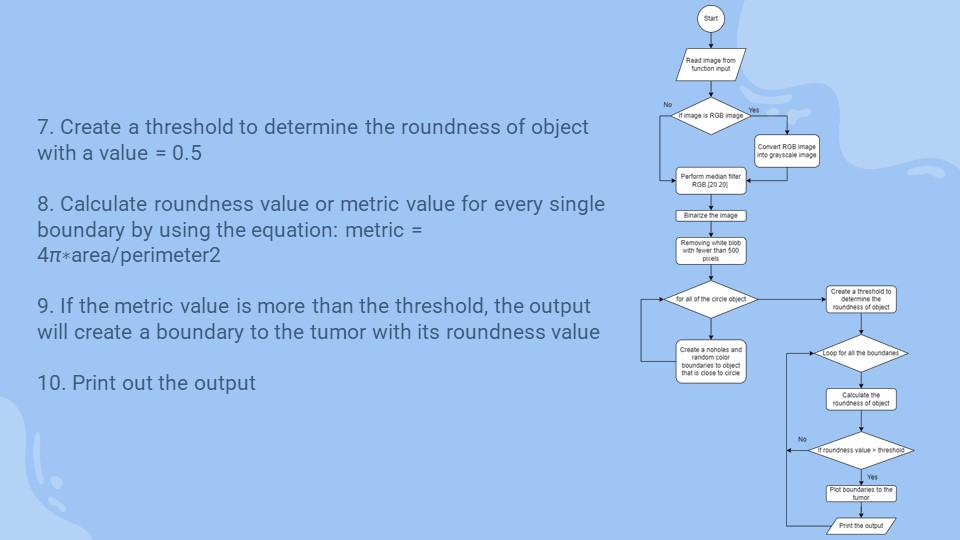 7. Create a threshold to determine the roundness of object
with a value = 0.5
8. Calculate roundness value or metric value for every single
boundary by using the equation: metric =
4π∗area/perimeter2
9. If the metric value is more than the threshold, the output
will create a boundary to the tumor with its roundness value
10. Print out the output
Start
Read image from
function input
No
Yes
if image is RGB image
Convert RGB image
into grayscale image
Perform median filter
RGB,[20 20]
Binarize the image
Removing white blob
with fewer than 500
pixels
for all of the circle object
Create a noholes and
random color
boundaries to object
that is close to circle
Create a threshold to
determine the
roundness of object
Loop for all the boundaries
Calculate the
roundness of object
No
If roundness value > threshold
Yes
Plot boundaries to the
tumor
Print the output